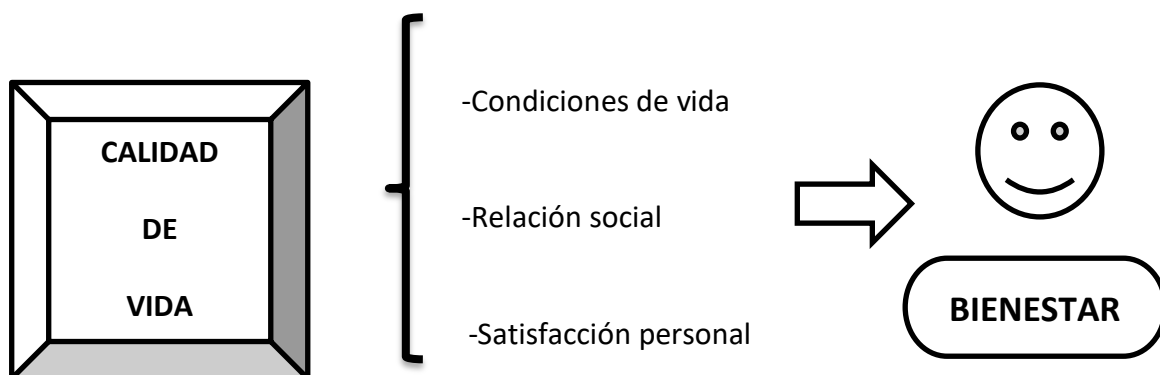 CALIDAD
DE
VIDA
-Condiciones de vida
-Relación social
-Satisfacción personal
BIENESTAR